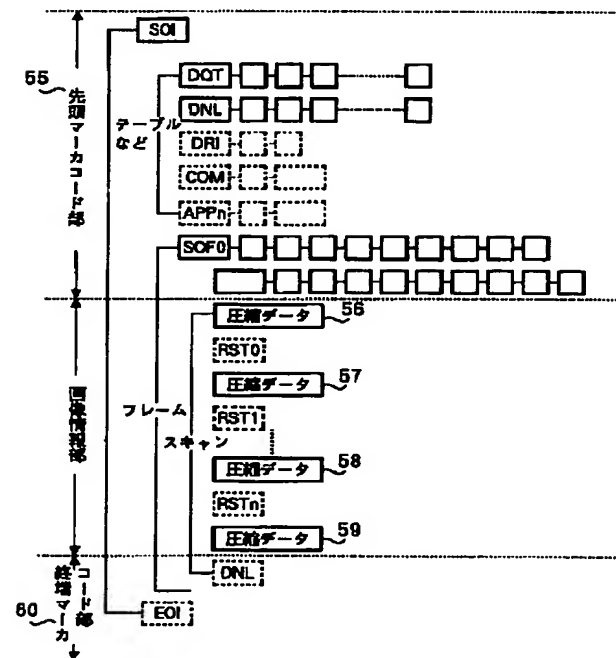 SOI
55
先頭マーカコード部
DQT
DNL
テーブル
など
DRI
COM
APPn
SOF0
圧縮データ
56
RST0
画像情報部
圧縮データ
57
フレーム
RST1
スキャン
圧縮データ
58
RSTn
圧縮データ
59
DNL
終端マーカ
コード部
60
EOI